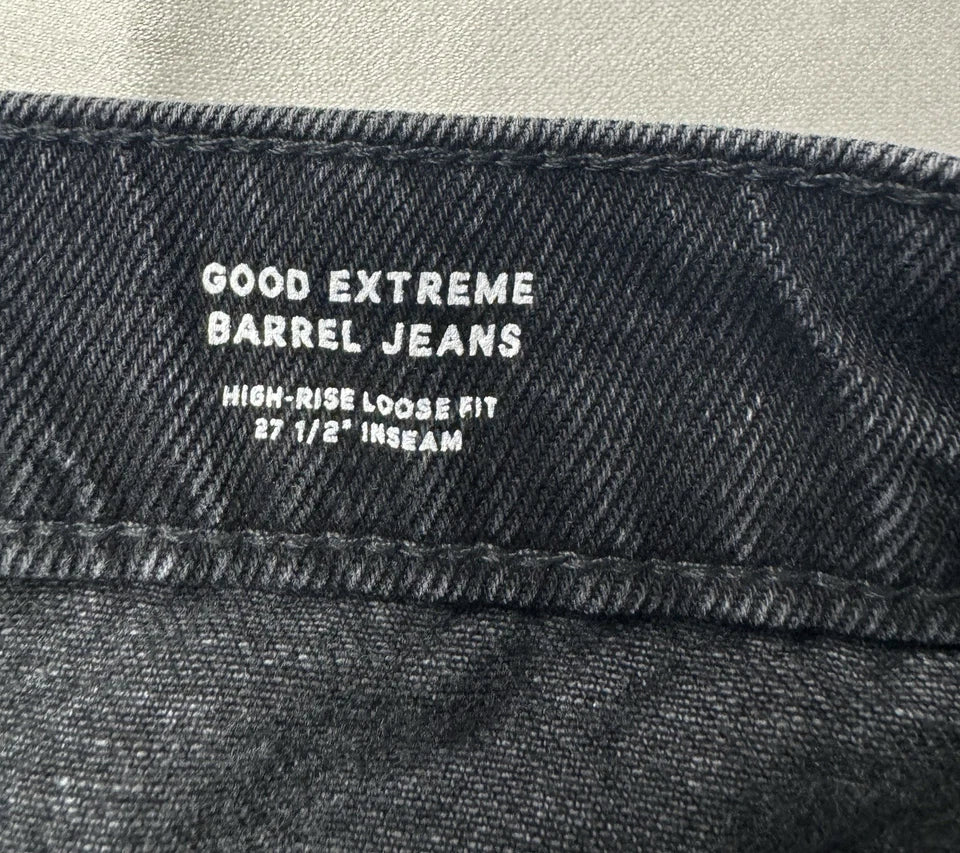 GOOD EXTREME
BARREL JEANS
HIGH-RISE LOOSE FIT
27 1/2" INSEAM